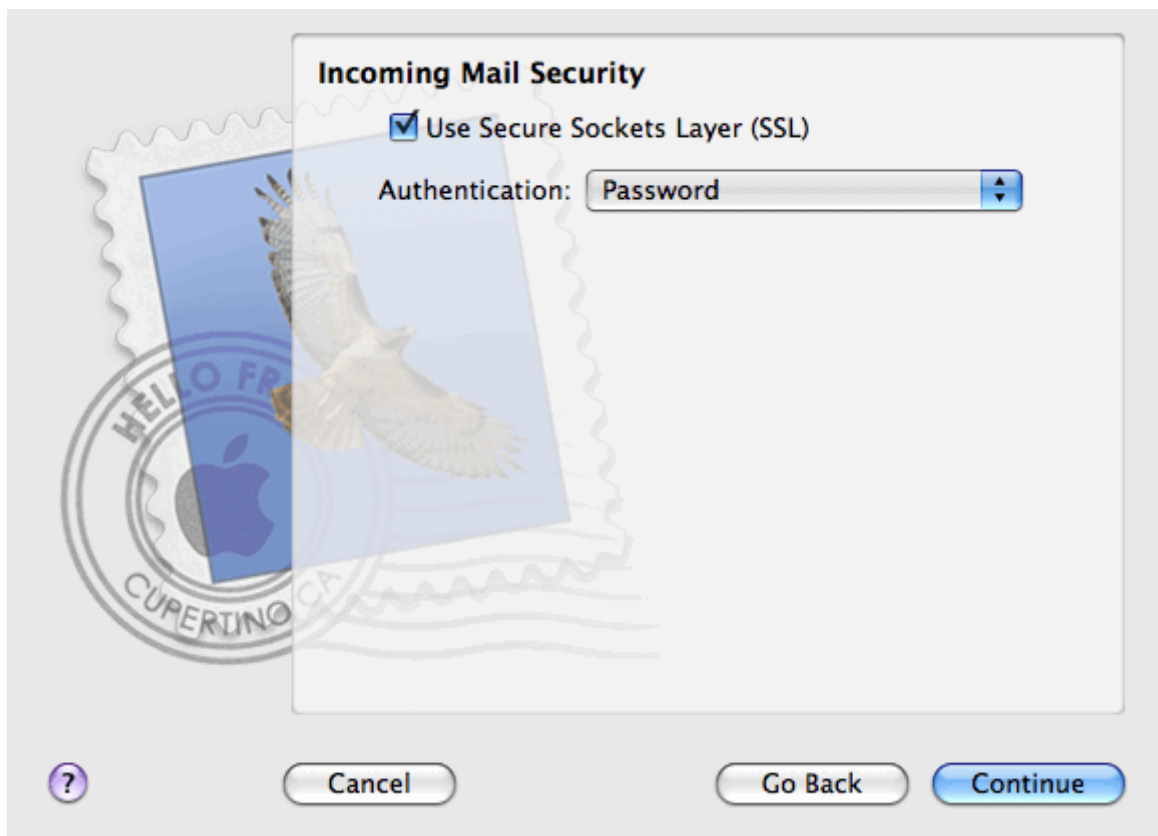 Incoming Mail Security
Use Secure Sockets Layer (SSL)
Authentication: Password
HELLO FR
CUPERTINO CA
? Cancel Go Back Continue